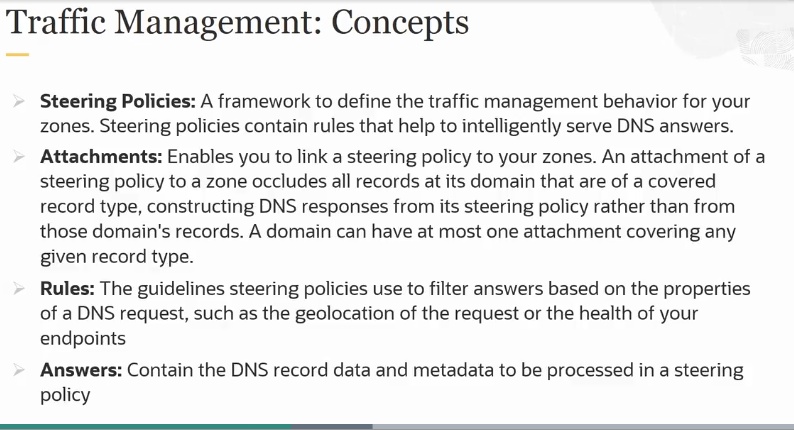 Traffic Management: Concepts
Steering Policies: A framework to define the traffic management behavior for your
zones. Steering policies contain rules that help to intelligently serve DNS answers.
Attachments: Enables you to link a steering policy to your zones. An attachment of a
steering policy to a zone occludes all records at its domain that are of a covered
record type, constructing DNS responses from its steering policy rather than from
those domain's records. A domain can have at most one attachment covering any
given record type.
Rules: The guidelines steering policies use to filter answers based on the properties
of a DNS request, such as the geolocation of the request or the health of your
endpoints
Answers: Contain the DNS record data and metadata to be processed in a steering
policy